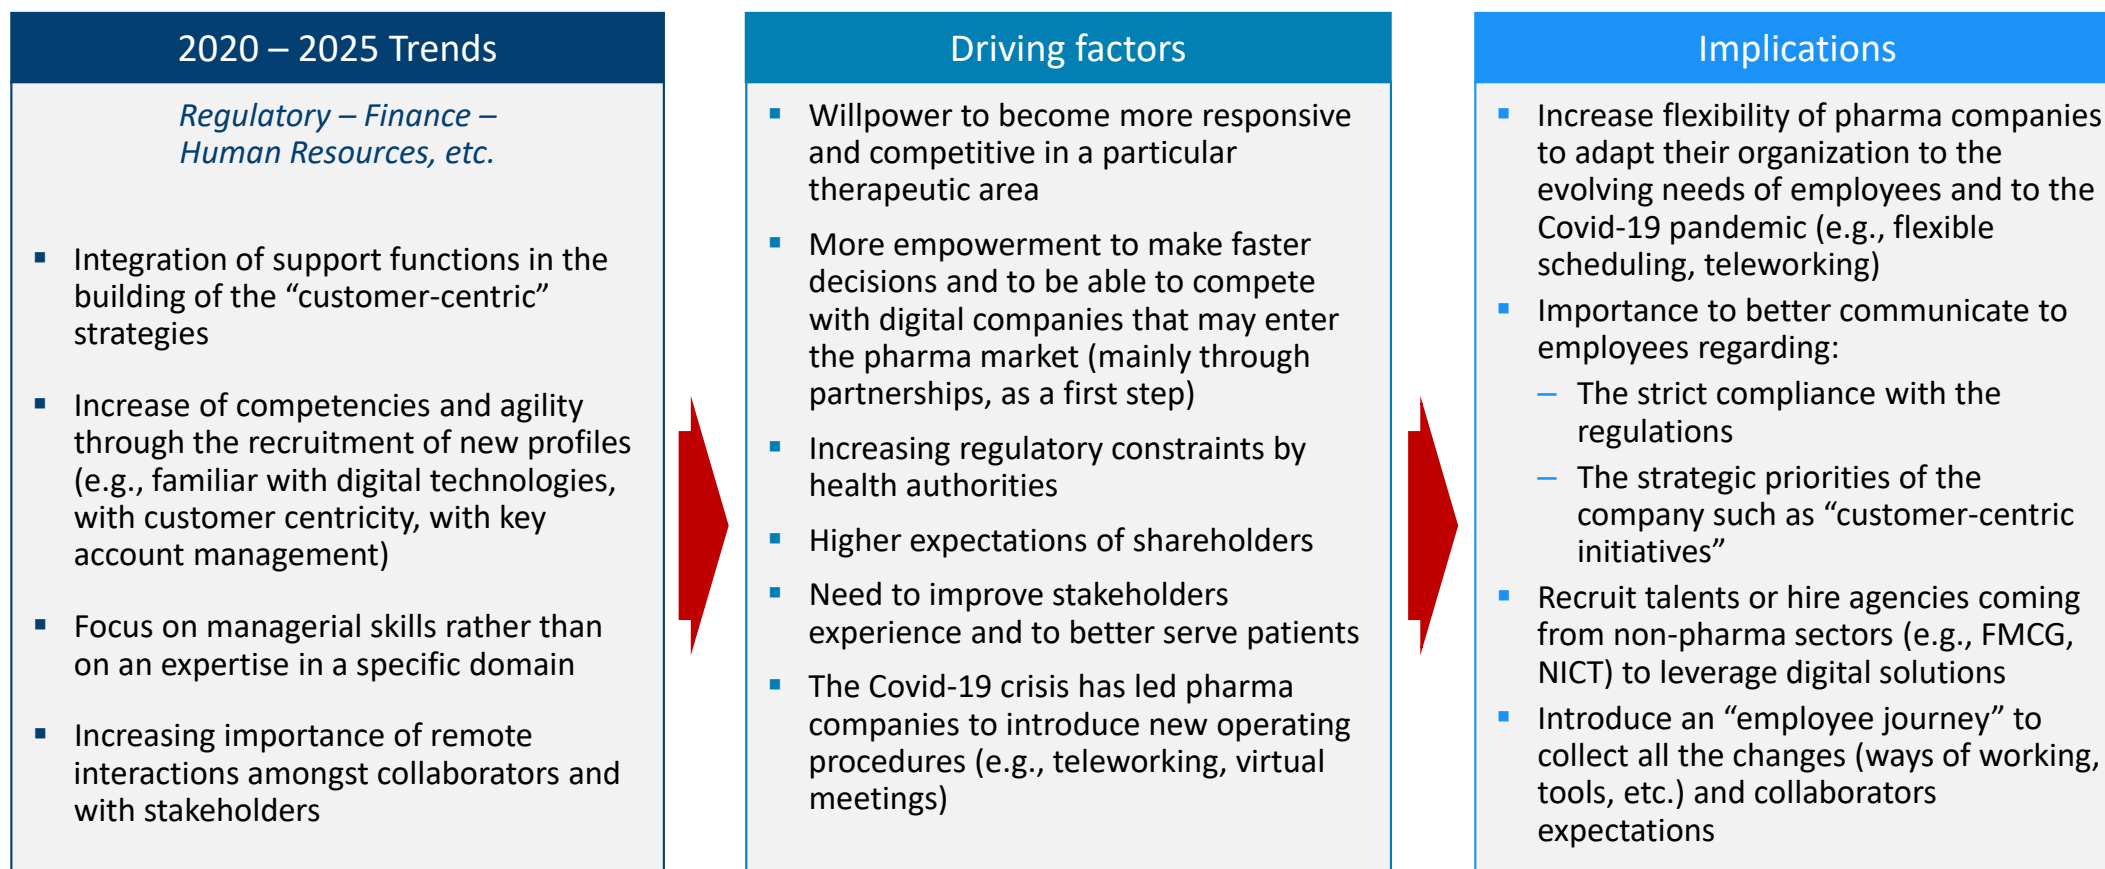 2020 – 2025 Trends
Regulatory – Finance –
Human Resources, etc.
▪ Integration of support functions in the
building of the “customer-centric”
strategies
▪ Increase of competencies and agility
through the recruitment of new profiles
(e.g., familiar with digital technologies,
with customer centricity, with key
account management)
▪ Focus on managerial skills rather than
on an expertise in a specific domain
▪ Increasing importance of remote
interactions amongst collaborators and
with stakeholders
Driving factors
▪ Willpower to become more responsive
and competitive in a particular
therapeutic area
▪ More empowerment to make faster
decisions and to be able to compete
with digital companies that may enter
the pharma market (mainly through
partnerships, as a first step)
▪ Increasing regulatory constraints by
health authorities
▪ Higher expectations of shareholders
▪ Need to improve stakeholders
experience and to better serve patients
▪ The Covid-19 crisis has led pharma
companies to introduce new operating
procedures (e.g., teleworking, virtual
meetings)
Implications
▪ Increase flexibility of pharma companies
to adapt their organization to the
evolving needs of employees and to the
Covid-19 pandemic (e.g., flexible
scheduling, teleworking)
▪ Importance to better communicate to
employees regarding:
– The strict compliance with the
regulations
– The strategic priorities of the
company such as “customer-centric
initiatives”
▪ Recruit talents or hire agencies coming
from non-pharma sectors (e.g., FMCG,
NICT) to leverage digital solutions
▪ Introduce an “employee journey” to
collect all the changes (ways of working,
tools, etc.) and collaborators
expectations